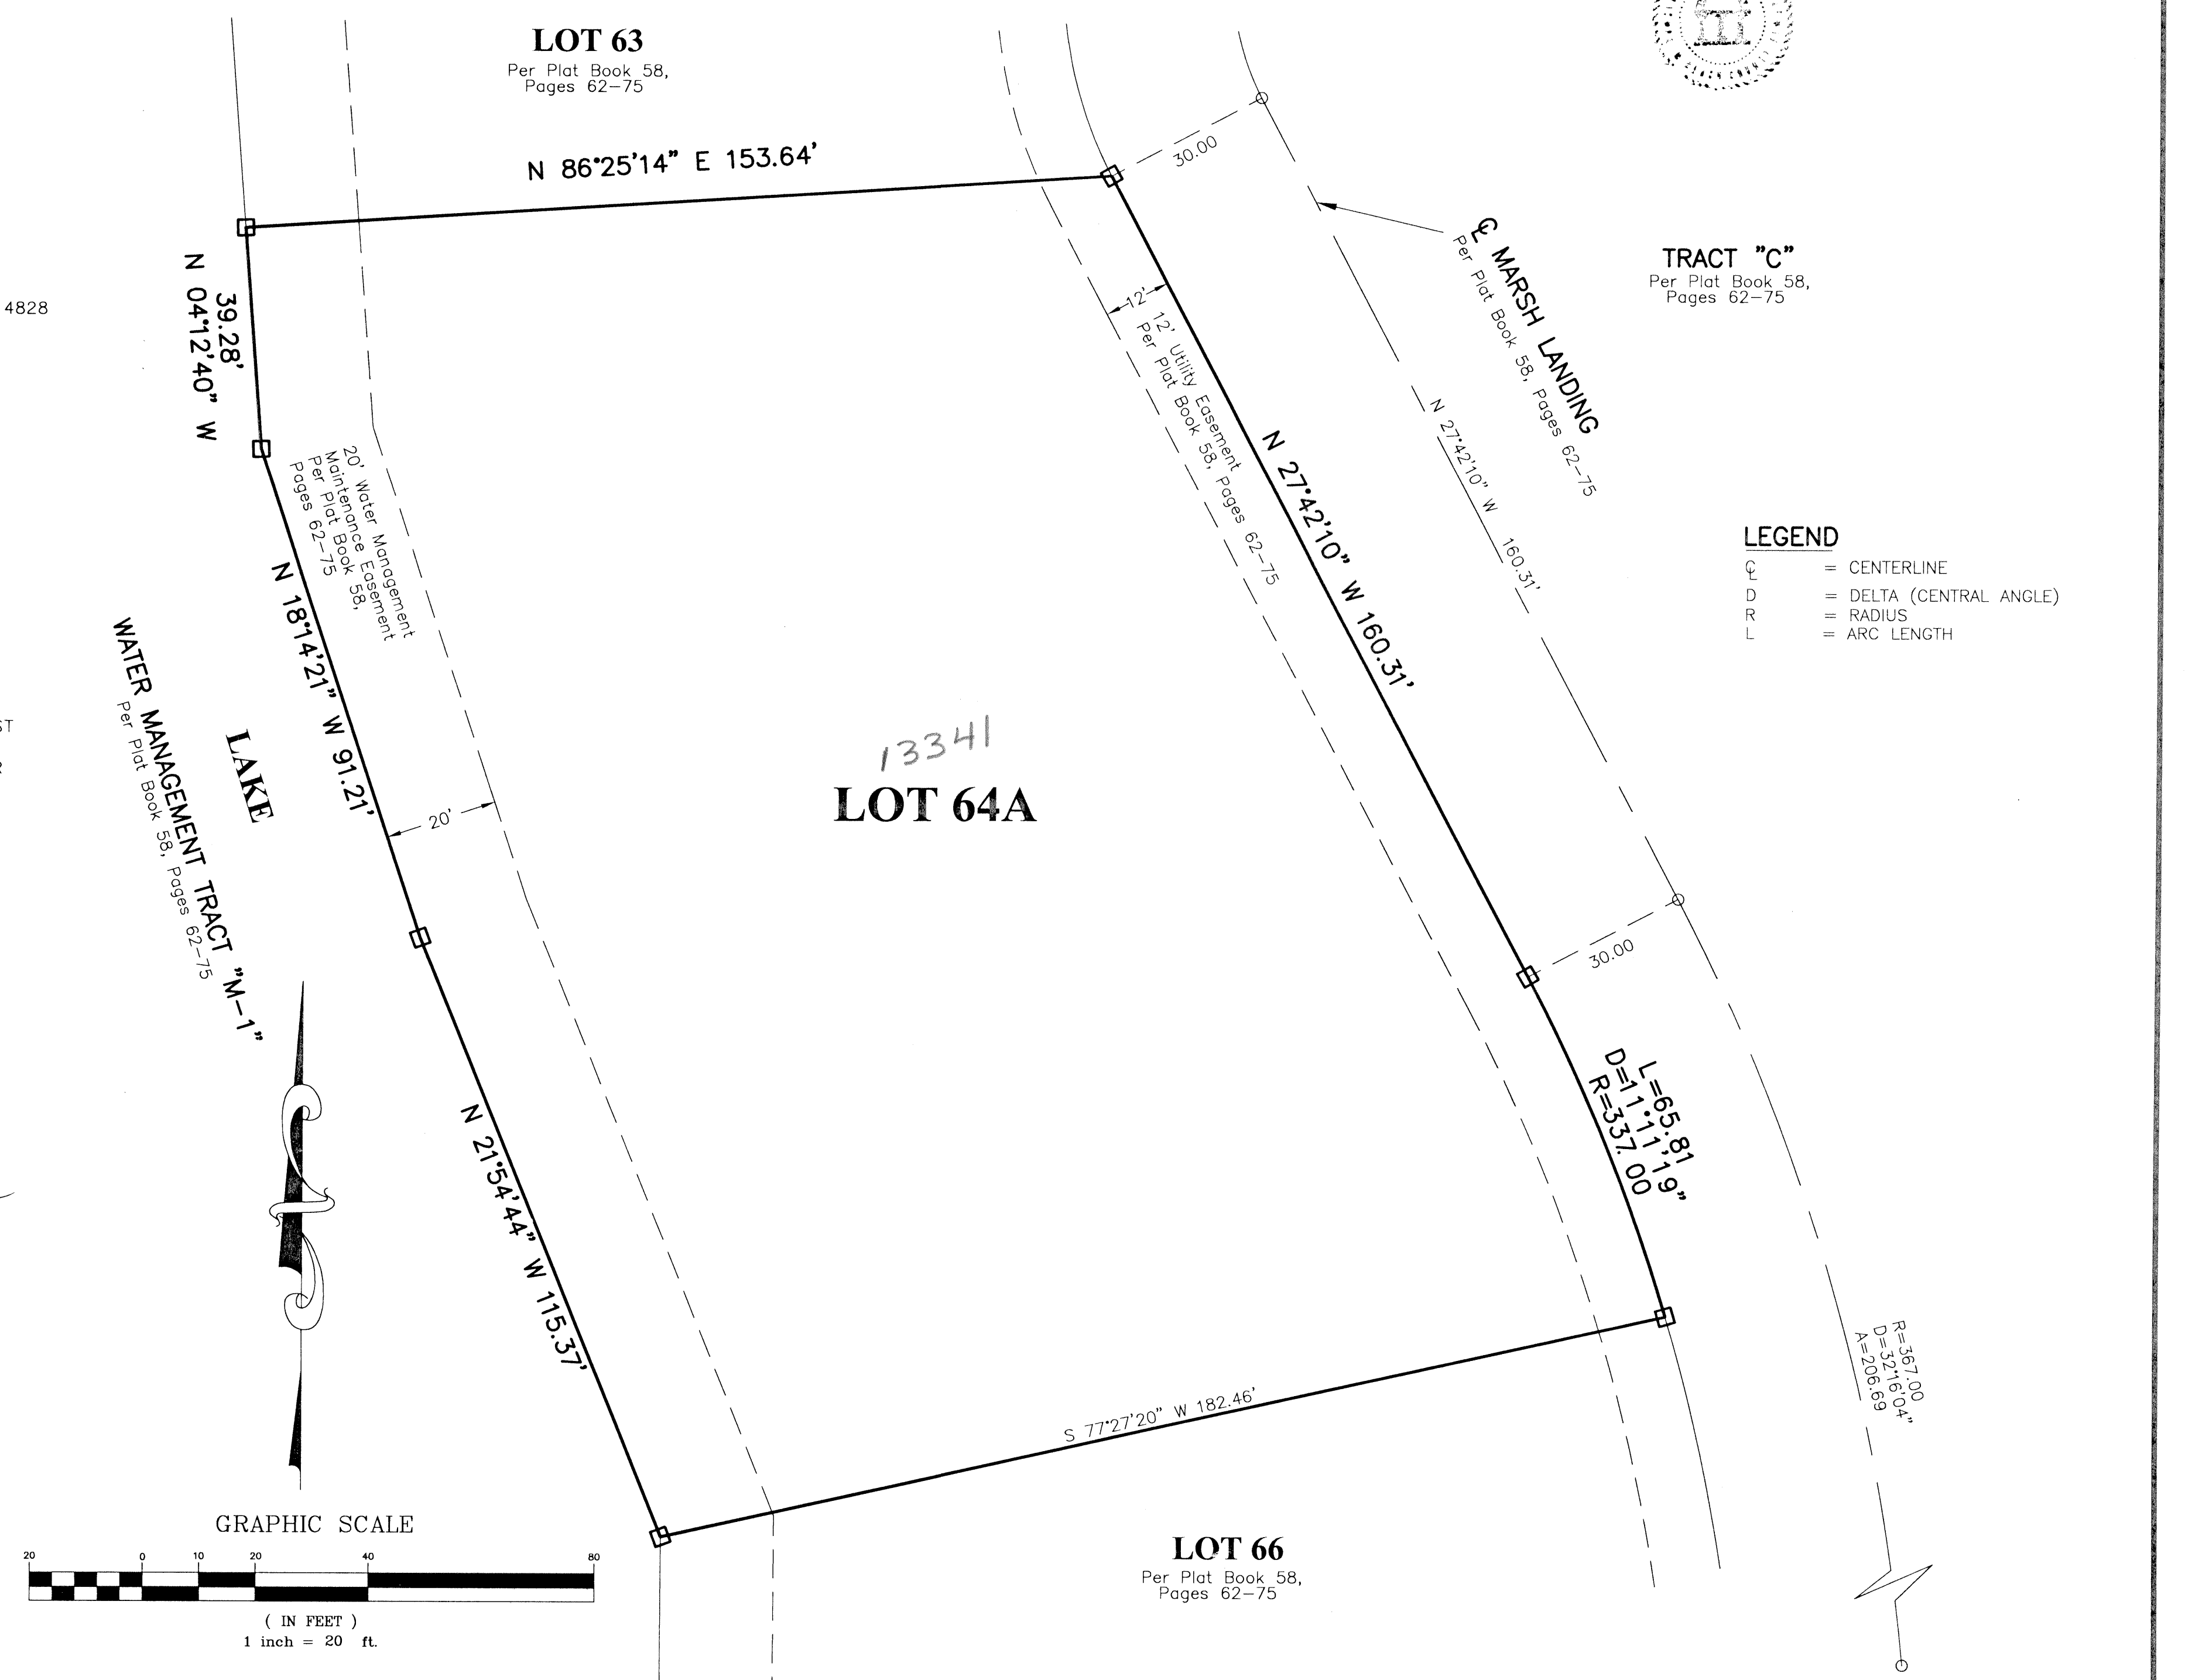 LOT 63
Per Plat Book 58,
Pages 62-75
N 86°25'14" E 153.64'
30.00
℄ MARSH LANDING
Per Plat Book 58, Pages 62-75
TRACT "C"
Per Plat Book 58,
Pages 62-75
4828
39.28'
N 04°12'40" W
12'
12' Utility Easement
Per Plat Book 58, Pages 62-75
N 27°42'10" W 160.31'
N 27°42'10" W 160.31'
20' Water Management
Maintenance Easement
Per Plat Book 58,
Pages 62-75
LEGEND
℄ = CENTERLINE
D = DELTA (CENTRAL ANGLE)
R = RADIUS
L = ARC LENGTH
N 18°14'21" W 91.21'
WATER MANAGEMENT TRACT "M-1"
Per Plat Book 58, Pages 62-75
LAKE
ST
20'
13341
LOT 64A
30.00
L=65.81
D=11°11'19"
R=337.00
N 21°54'44" W 115.37'
S 77°27'20" W 182.46'
R=367.00
D=32°16'04"
A=206.69
GRAPHIC SCALE
20 0 10 20 40 80
( IN FEET )
1 inch = 20 ft.
LOT 66
Per Plat Book 58,
Pages 62-75